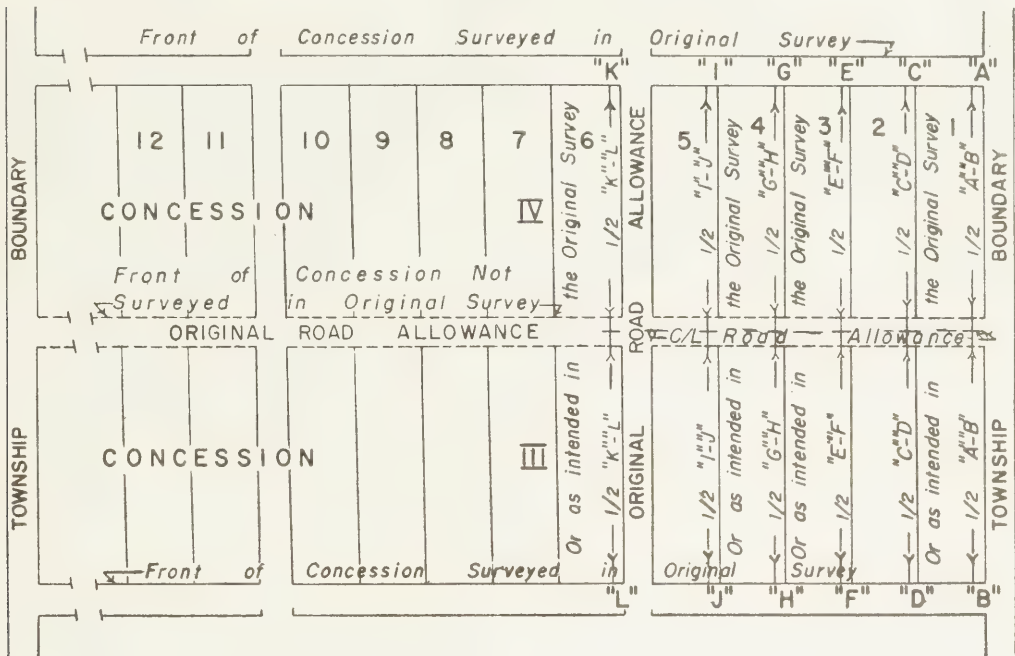 Front of Concession Surveyed in Original Survey
"K" "I" "G" "E" "C" "A"
12 11 10 9 8 7 6 5 4 3 2 1
BOUNDARY
CONCESSION IV
the Original Survey
1/2 "K"-"L"
ALLOWANCE
1/2 "I"-"J"
the Original Survey
1/2 "G"-"H"
the Original Survey
1/2 "E"-"F"
1/2 "C"-"D"
the Original Survey
1/2 "A"-"B"
BOUNDARY
Front of Concession Not
Surveyed in Original Survey
ORIGINAL ROAD ALLOWANCE
ROAD
C/L Road Allowance
TOWNSHIP
CONCESSION III
Or as intended in
1/2 "K"-"L"
ORIGINAL
1/2 "I"-"J"
Or as intended in
1/2 "G"-"H"
Or as intended in
1/2 "E"-"F"
1/2 "C"-"D"
Or as intended in
1/2 "A"-"B"
TOWNSHIP
Front of Concession Surveyed in Original Survey
"L" "J" "H" "F" "D" "B"